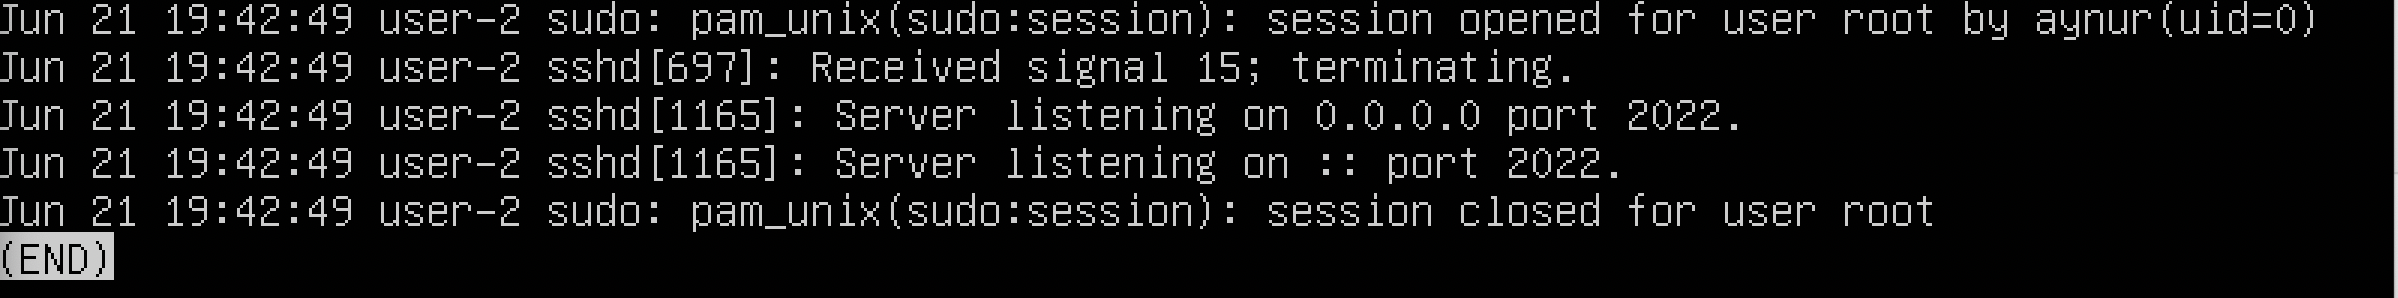 Jun 21 19:42:49 user-2 sudo: pam_unix(sudo:session): session opened for user root by aynur(uid=0)
Jun 21 19:42:49 user-2 sshd[697]: Received signal 15; terminating.
Jun 21 19:42:49 user-2 sshd[1165]: Server listening on 0.0.0.0 port 2022.
Jun 21 19:42:49 user-2 sshd[1165]: Server listening on :: port 2022.
Jun 21 19:42:49 user-2 sudo: pam_unix(sudo:session): session closed for user root
(END)